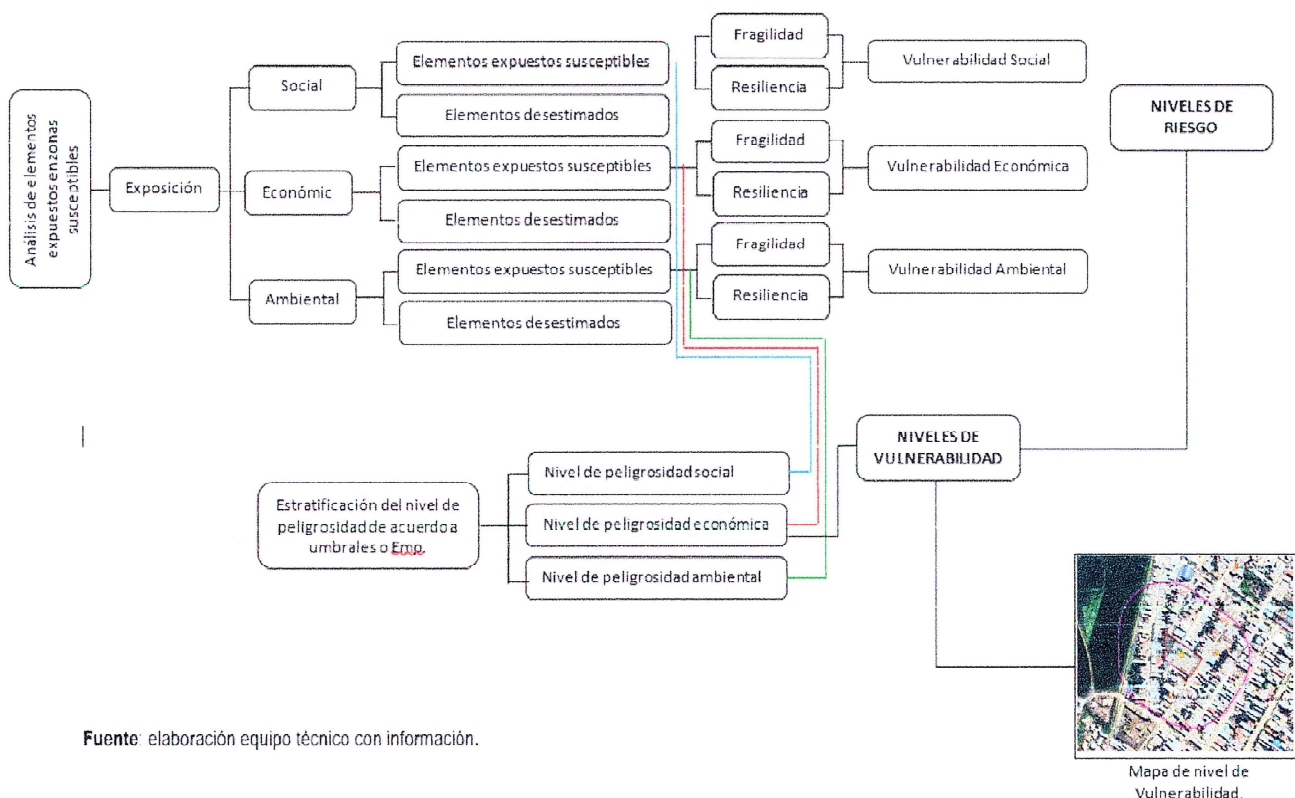 Análisis de elementos
expuestos en zonas
susceptibles
Exposición
Social
Elementos expuestos susceptibles
Elementos desestimados
Fragilidad
Resiliencia
Vulnerabilidad Social
Económic
Elementos expuestos susceptibles
Elementos desestimados
Fragilidad
Resiliencia
Vulnerabilidad Económica
Ambiental
Elementos expuestos susceptibles
Elementos desestimados
Fragilidad
Resiliencia
Vulnerabilidad Ambiental
NIVELES DE
RIESGO
Estratificación del nivel de
peligrosidad de acuerdo a
umbrales o Emp.
Nivel de peligrosidad social
Nivel de peligrosidad económica
Nivel de peligrosidad ambiental
NIVELES DE
VULNERABILIDAD
Mapa de nivel de
Vulnerabilidad.
Fuente: elaboración equipo técnico con información.